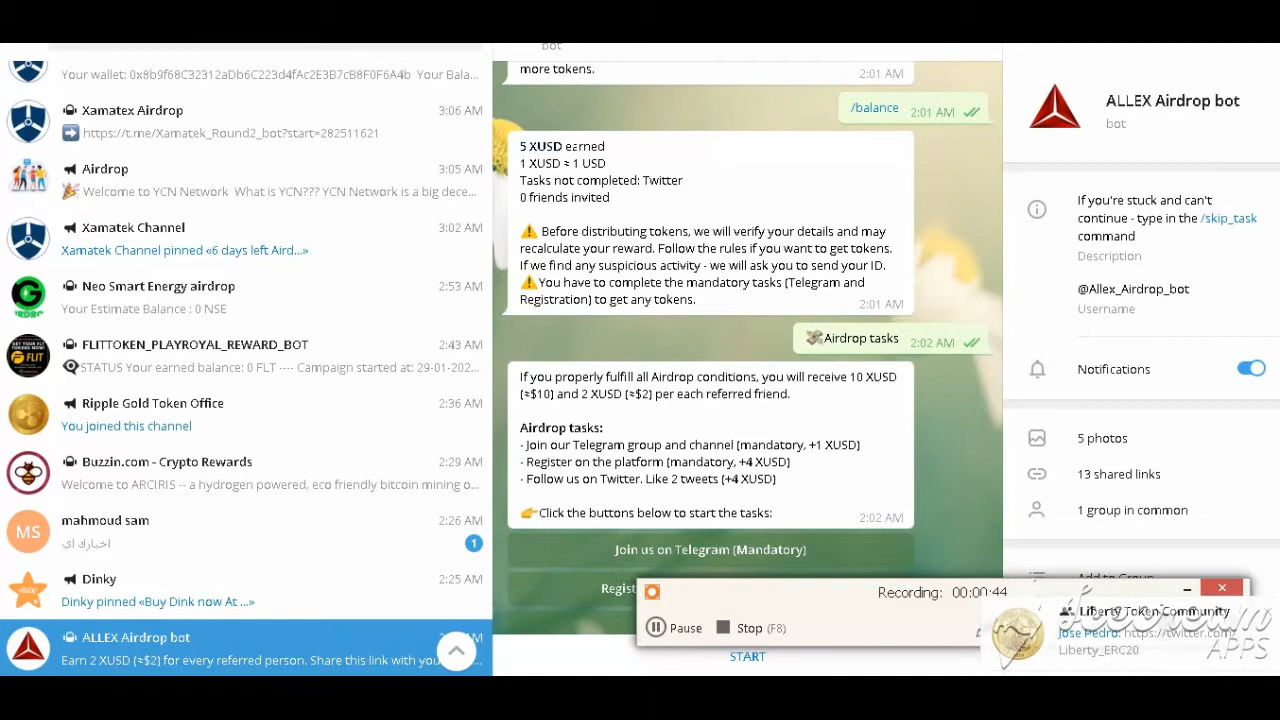 Your wallet: 0x8b9f68C32312aDb6C223d4fAc2E3B7cB8F0F6A4b Your Bala...
Xamatex Airdrop 3:06 AM
https://t.me/Xamatek_Round2_bot?start=282511621
Airdrop 3:05 AM
Welcome to YCN Network What is YCN??? YCN Network is a big dece...
Xamatek Channel 3:02 AM
Xamatek Channel pinned «6 days left Aird...»
Neo Smart Energy airdrop 2:53 AM
Your Estimate Balance : 0 NSE
FLITTOKEN_PLAYROYAL_REWARD_BOT 2:43 AM
STATUS Your earned balance: 0 FLT ---- Campaign started at: 29-01-202...
Ripple Gold Token Office 2:36 AM
You joined this channel
Buzzin.com - Crypto Rewards 2:29 AM
Welcome to ARCIRIS -- a hydrogen powered, eco friendly bitcoin mining o...
MS
mahmoud sam 2:26 AM
اخبارك اي 1
Dinky 2:25 AM
Dinky pinned «Buy Dink now At ...»
ALLEX Airdrop bot
Earn 2 XUSD (≈$2) for every referred person. Share this link with you
bot
more tokens. 2:01 AM
/balance 2:01 AM
5 XUSD earned
1 XUSD ≈ 1 USD
Tasks not completed: Twitter
0 friends invited
⚠️ Before distributing tokens, we will verify your details and may
recalculate your reward. Follow the rules if you want to get tokens.
If we find any suspicious activity - we will ask you to send your ID.
⚠️You have to complete the mandatory tasks (Telegram and
Registration) to get any tokens. 2:01 AM
💸Airdrop tasks 2:02 AM
If you properly fulfill all Airdrop conditions, you will receive 10 XUSD
(≈$10) and 2 XUSD (≈$2) per each referred friend.
Airdrop tasks:
- Join our Telegram group and channel (mandatory, +1 XUSD)
- Register on the platform (mandatory, +4 XUSD)
- Follow us on Twitter. Like 2 tweets (+4 XUSD)
👉Click the buttons below to start the tasks: 2:02 AM
Join us on Telegram (Mandatory)
Regist
START
ALLEX Airdrop bot
bot
If you're stuck and can't
continue - type in the /skip_task
command
Description
@Allex_Airdrop_bot
Username
Notifications
5 photos
13 shared links
1 group in common
Add to Group
Recording: 00:00:44
Pause
Stop (F8)
Liberty Token Community
Jose Pedro: https://twitter.com/
Liberty_ERC20
Icecream
APPS